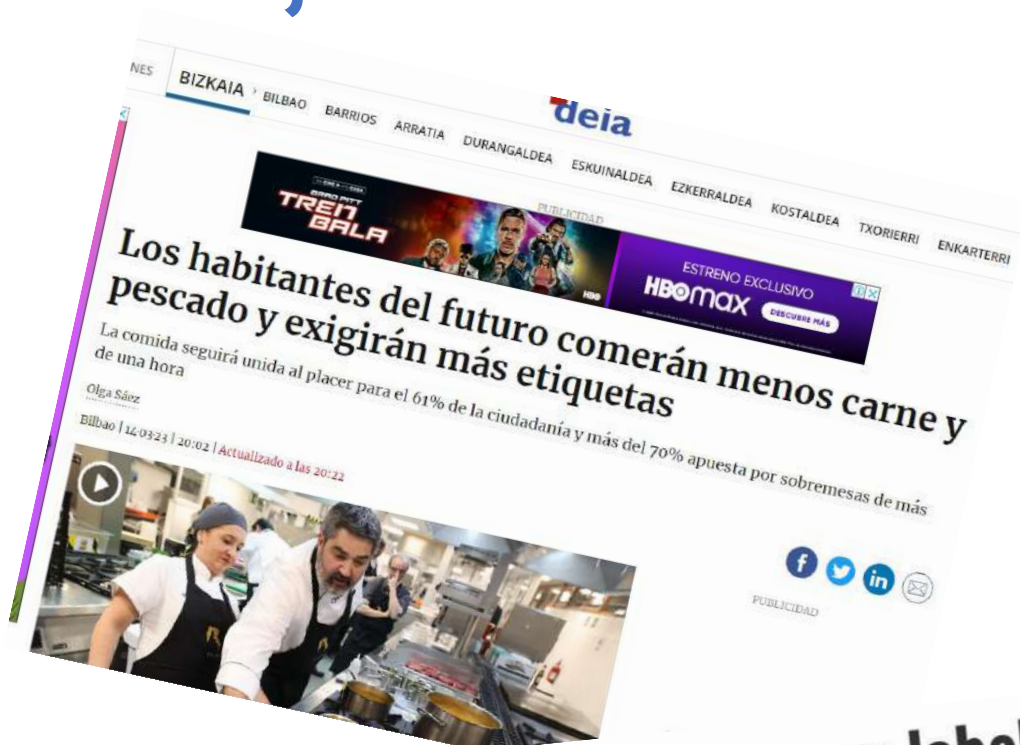 NES
BIZKAIA › BILBAO BARRIOS ARRATIA DURANGALDEA ESKUINALDEA EZKERRALDEA KOSTALDEA TXORIERRI ENKARTERRI
deia
PUBLICIDAD
BRAD PITT
TREN
BALA
HBO
ESTRENO EXCLUSIVO
HBOMAX
DESCUBRE MÁS
Los habitantes del futuro comerán menos carne y
pescado y exigirán más etiquetas
La comida seguirá unida al placer para el 61% de la ciudadanía y más del 70% apuesta por sobremesas de más
de una hora
Olga Sáez
Bilbao | 14·03·23 | 20:02 | Actualizado a las 20:22
PUBLICIDAD